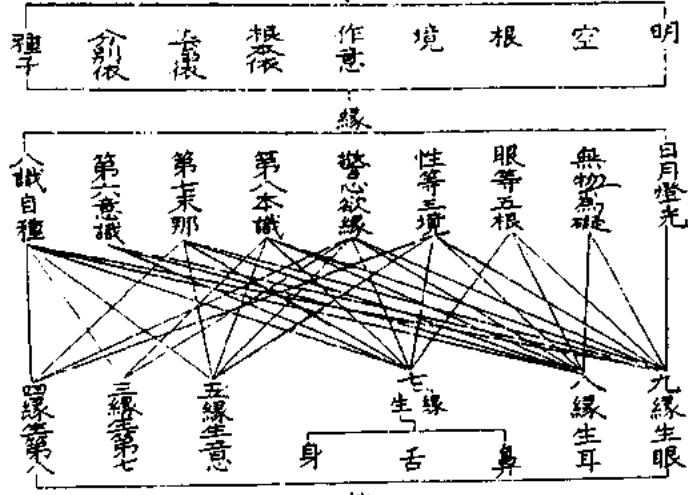 明
空
根
境
作意
根本依
染淨依
分別依
種子
緣
日月燈光
無物為礙
眼等五根
性等三境
警心欲緣
第八本識
第七末那
第六意識
八識自種
九緣生眼
八緣生耳
七緣生
鼻
舌
身
五緣生意
三緣生第七
四緣生第八